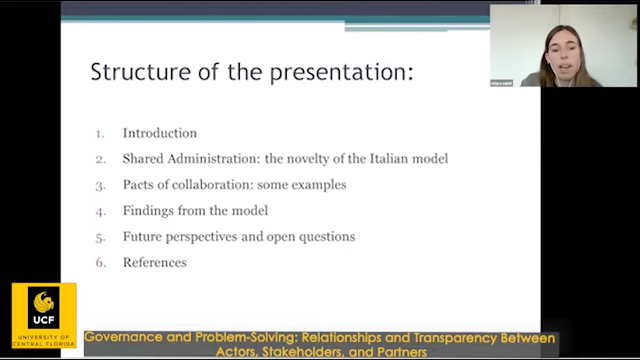 Structure of the presentation:
1. Introduction
2. Shared Administration: the novelty of the Italian model
3. Pacts of collaboration: some examples
4. Findings from the model
5. Future perspectives and open questions
6. References
UCF
UNIVERSITY OF
CENTRAL FLORIDA
Governance and Problem-Solving: Relationships and Transparency Between
Actors, Stakeholders, and Partners